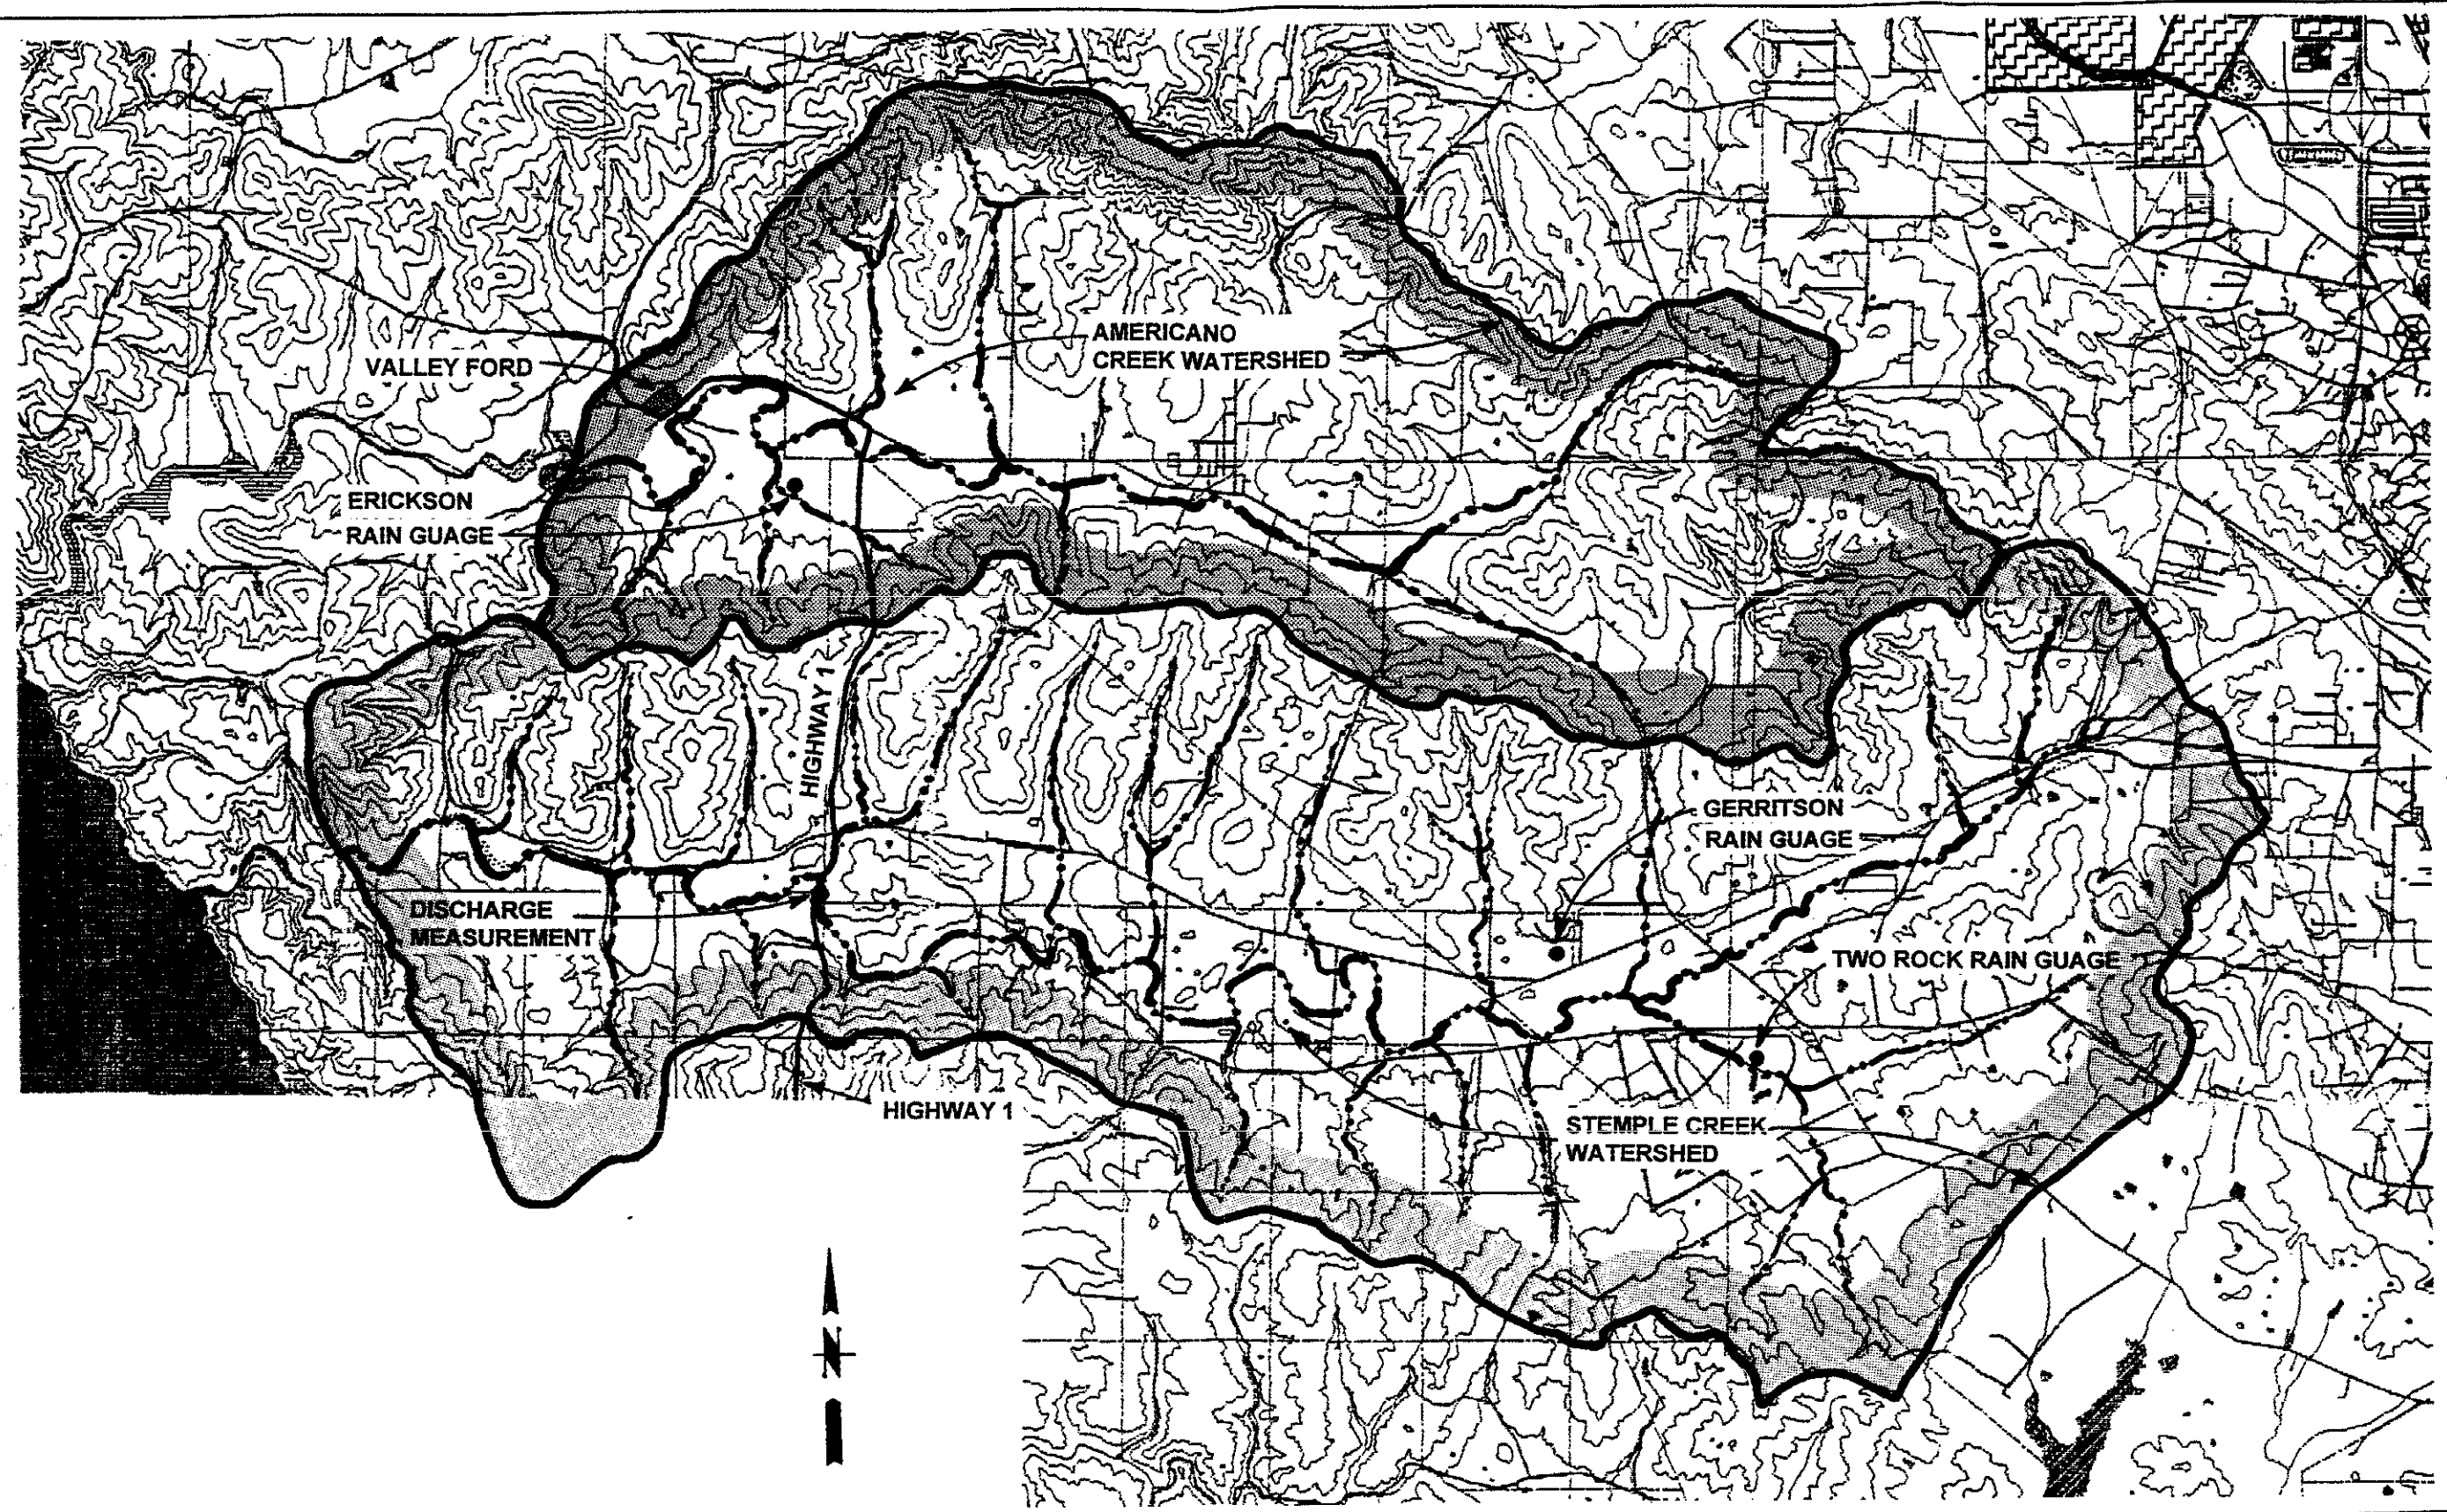 AMERICANO
CREEK WATERSHED
VALLEY FORD
ERICKSON
RAIN GUAGE
HIGHWAY 1
GERRITSON
RAIN GUAGE
DISCHARGE
MEASUREMENT
TWO ROCK RAIN GUAGE
HIGHWAY 1
STEMPLE CREEK
WATERSHED
N